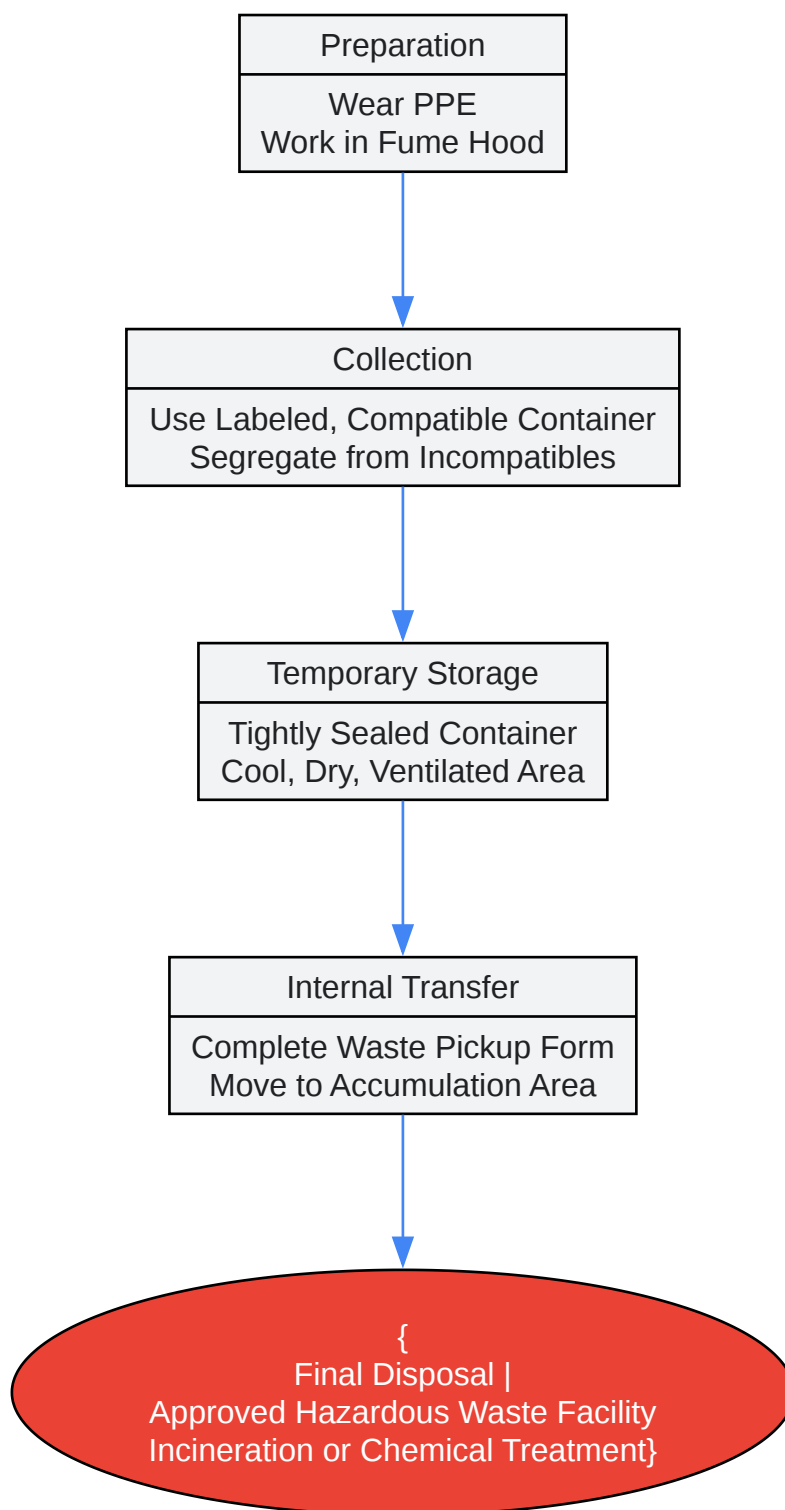 Preparation
Wear PPE
Work in Fume Hood
Collection
Use Labeled, Compatible Container
Segregate from Incompatibles
Temporary Storage
Tightly Sealed Container
Cool, Dry, Ventilated Area
Internal Transfer
Complete Waste Pickup Form
Move to Accumulation Area
{
Final Disposal |
Approved Hazardous Waste Facility
Incineration or Chemical Treatment}